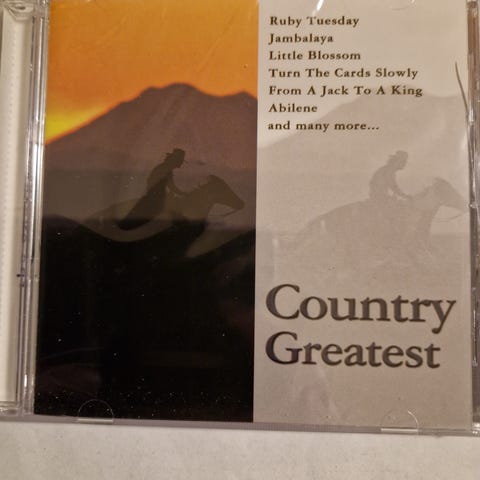 Ruby Tuesday
Jambalaya
Little Blossom
Turn The Cards Slowly
From A Jack To A King
Abilene
and many more...
Country
Greatest